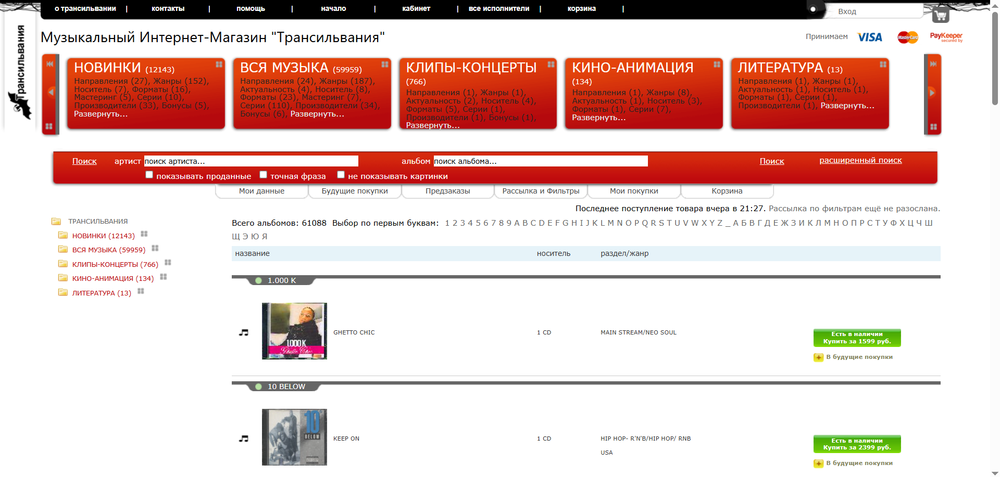 о трансильвании | контакты | помощь | начало | кабинет | все исполнители | корзина |
Вход
Трансильвания
Музыкальный Интернет-Магазин "Трансильвания"
Принимаем VISA MasterCard PayKeeper
secured by
НОВИНКИ (12143)
Направления (27), Жанры (152),
Носитель (7), Форматы (16),
Мастеринг (5), Серии (10),
Производители (33), Бонусы (5),
Развернуть...
ВСЯ МУЗЫКА (59959)
Направления (24), Жанры (187),
Актуальность (4), Носитель (8),
Форматы (23), Мастеринг (7),
Серии (110), Производители (34),
Бонусы (6), Развернуть...
КЛИПЫ-КОНЦЕРТЫ
(766)
Направления (1), Жанры (1),
Актуальность (2), Носитель (4),
Форматы (5), Серии (1),
Производители (1), Бонусы (1),
Развернуть...
КИНО-АНИМАЦИЯ
(134)
Направления (1), Жанры (8),
Актуальность (1), Носитель (3),
Форматы (1), Серии (7),
Развернуть...
ЛИТЕРАТУРА (13)
Направления (1), Жанры (1),
Актуальность (1), Носитель (1),
Форматы (1), Серии (1),
Производители (1), Развернуть...
Поиск артист поиск артиста... альбом поиск альбома... Поиск расширенный поиск
показывать проданные точная фраза не показывать картинки
Мои данные Будущие покупки Предзаказы Рассылка и Фильтры Мои покупки Корзина
Последнее поступление товара вчера в 21:27. Рассылка по фильтрам ещё не разослана.
ТРАНСИЛЬВАНИЯ
НОВИНКИ (12143)
ВСЯ МУЗЫКА (59959)
КЛИПЫ-КОНЦЕРТЫ (766)
КИНО-АНИМАЦИЯ (134)
ЛИТЕРАТУРА (13)
Всего альбомов: 61088 Выбор по первым буквам: 1 2 3 4 5 6 7 8 9 A B C D E F G H I J K L M N O P Q R S T U V W X Y Z _ А Б В Г Д Е Ж З И К Л М Н О П Р С Т У Ф Х Ц Ч Ш
Щ Э Ю Я
название носитель раздел/жанр
1.000 K
1.000 K
Ghetto Chic
GHETTO CHIC 1 CD MAIN STREAM/NEO SOUL
Есть в наличии
Купить за 1599 руб.
В будущие покупки
10 BELOW
10 BELOW
KEEP ON 1 CD HIP HOP- R'N'B/HIP HOP/ RNB
USA
Есть в наличии
Купить за 2399 руб.
В будущие покупки